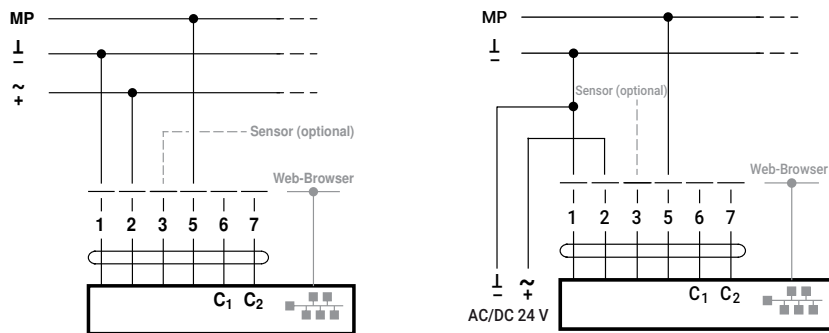 MP
⊥
–
~
+
Sensor (optional)
Web-Browser
1 2 3 5 6 7
C1 C2
MP
⊥
–
Sensor (optional)
Web-Browser
1 2 3 5 6 7
⊥ ~
– +
AC/DC 24 V
C1 C2